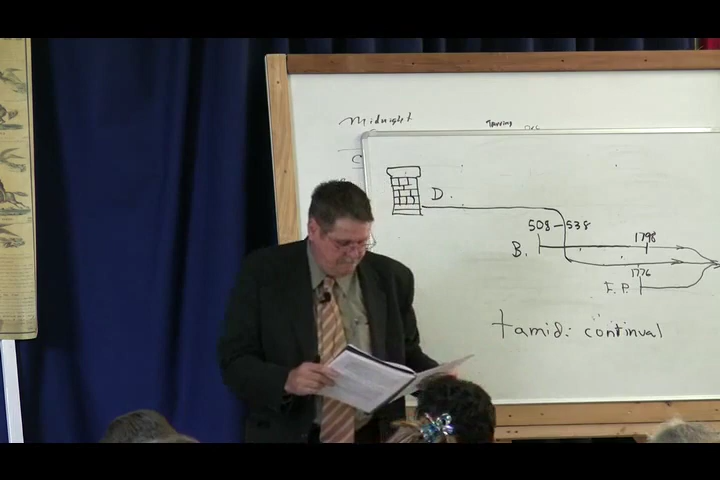 Midnight
D.
508 538
1798
B.
1776
F.P.
tamid: continual